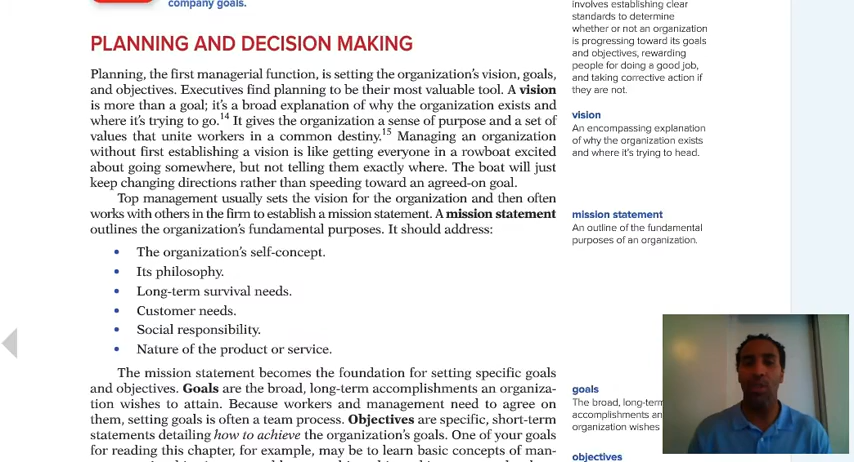 company goals.
PLANNING AND DECISION MAKING
Planning, the first managerial function, is setting the organization's vision, goals,
and objectives. Executives find planning to be their most valuable tool. A vision
is more than a goal; it's a broad explanation of why the organization exists and
where it's trying to go.14 It gives the organization a sense of purpose and a set of
values that unite workers in a common destiny.15 Managing an organization
without first establishing a vision is like getting everyone in a rowboat excited
about going somewhere, but not telling them exactly where. The boat will just
keep changing directions rather than speeding toward an agreed-on goal.
Top management usually sets the vision for the organization and then often
works with others in the firm to establish a mission statement. A mission statement
outlines the organization's fundamental purposes. It should address:
• The organization's self-concept.
• Its philosophy.
• Long-term survival needs.
• Customer needs.
• Social responsibility.
• Nature of the product or service.
The mission statement becomes the foundation for setting specific goals
and objectives. Goals are the broad, long-term accomplishments an organiza-
tion wishes to attain. Because workers and management need to agree on
them, setting goals is often a team process. Objectives are specific, short-term
statements detailing how to achieve the organization's goals. One of your goals
for reading this chapter, for example, may be to learn basic concepts of man-
involves establishing clear
standards to determine
whether or not an organization
is progressing toward its goals
and objectives, rewarding
people for doing a good job,
and taking corrective action if
they are not.
vision
An encompassing explanation
of why the organization exists
and where it's trying to head.
mission statement
An outline of the fundamental
purposes of an organization.
goals
The broad, long-term
accomplishments an
organization wishes
objectives